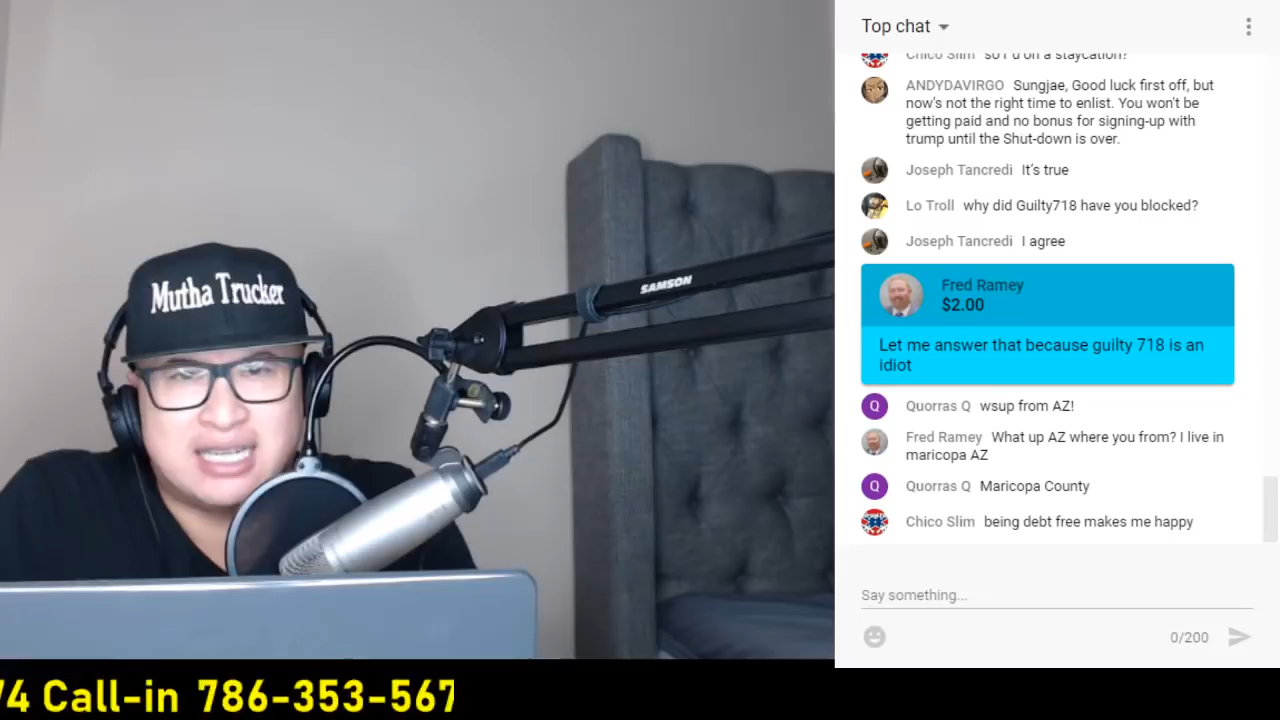 Top chat
Chico Slim so r u on a staycation?
ANDYDAVIRGO Sungjae, Good luck first off, but
now's not the right time to enlist. You won't be
getting paid and no bonus for signing-up with
trump until the Shut-down is over.
Joseph Tancredi It's true
Lo Troll why did Guilty718 have you blocked?
Joseph Tancredi I agree
Fred Ramey
$2.00
Let me answer that because guilty 718 is an
idiot
Q Quorras Q wsup from AZ!
Fred Ramey What up AZ where you from? I live in
maricopa AZ
Q Quorras Q Maricopa County
Chico Slim being debt free makes me happy
Say something...
0/200
Mutha Trucker
SAMSON
74 Call-in 786-353-567